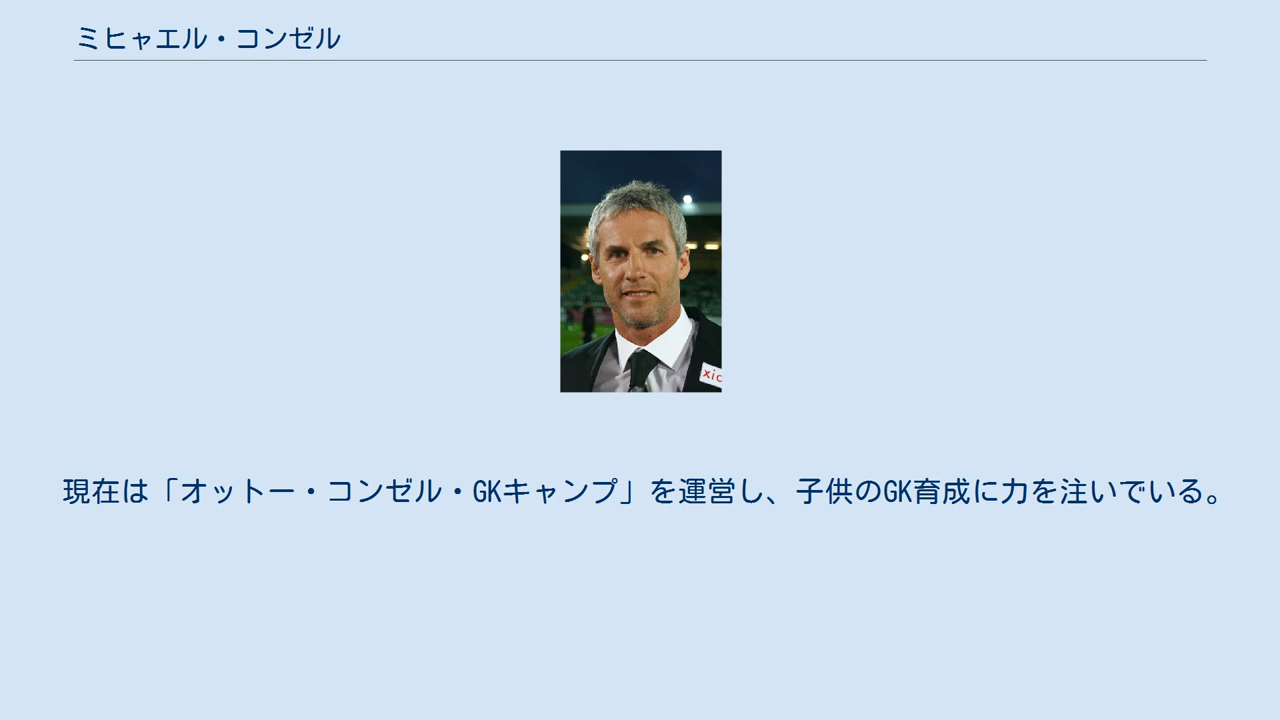 ミヒャエル・コンゼル
xic
現在は「オットー・コンゼル・GKキャンプ」を運営し、子供のGK育成に力を注いでいる。